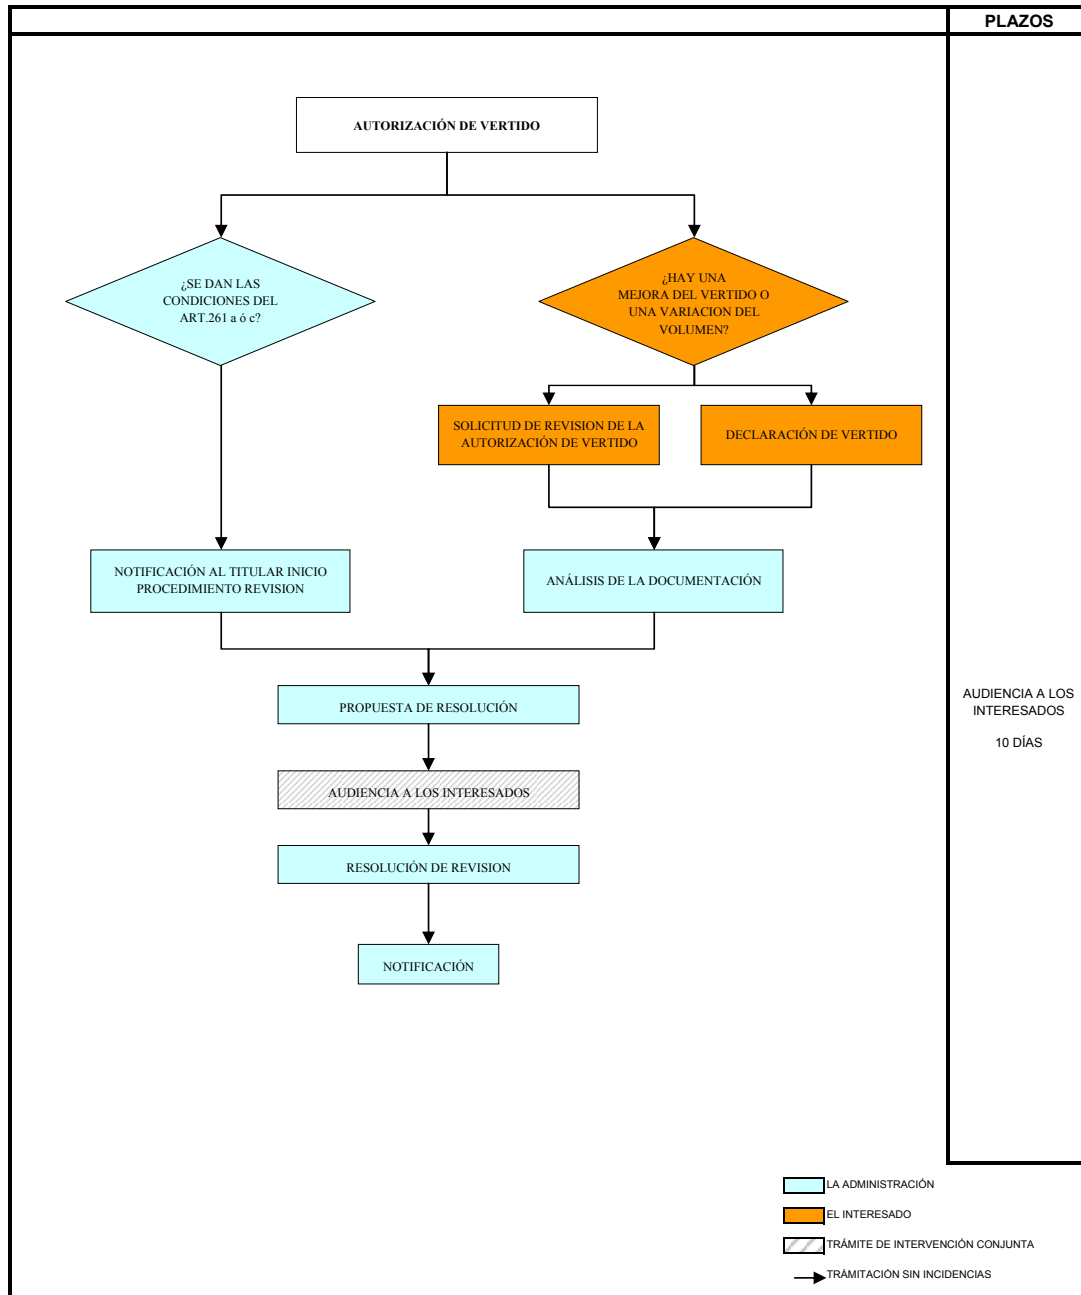 PLAZOS
AUTORIZACIÓN DE VERTIDO
¿SE DAN LAS
CONDICIONES DEL
ART.261 a ó c?
¿HAY UNA
MEJORA DEL VERTIDO O
UNA VARIACION DEL
VOLUMEN?
SOLICITUD DE REVISION DE LA
AUTORIZACIÓN DE VERTIDO
DECLARACIÓN DE VERTIDO
NOTIFICACIÓN AL TITULAR INICIO
PROCEDIMIENTO REVISION
ANÁLISIS DE LA DOCUMENTACIÓN
PROPUESTA DE RESOLUCIÓN
AUDIENCIA A LOS
INTERESADOS
10 DÍAS
AUDIENCIA A LOS INTERESADOS
RESOLUCIÓN DE REVISION
NOTIFICACIÓN
LA ADMINISTRACIÓN
EL INTERESADO
TRÁMITE DE INTERVENCIÓN CONJUNTA
TRÁMITACIÓN SIN INCIDENCIAS